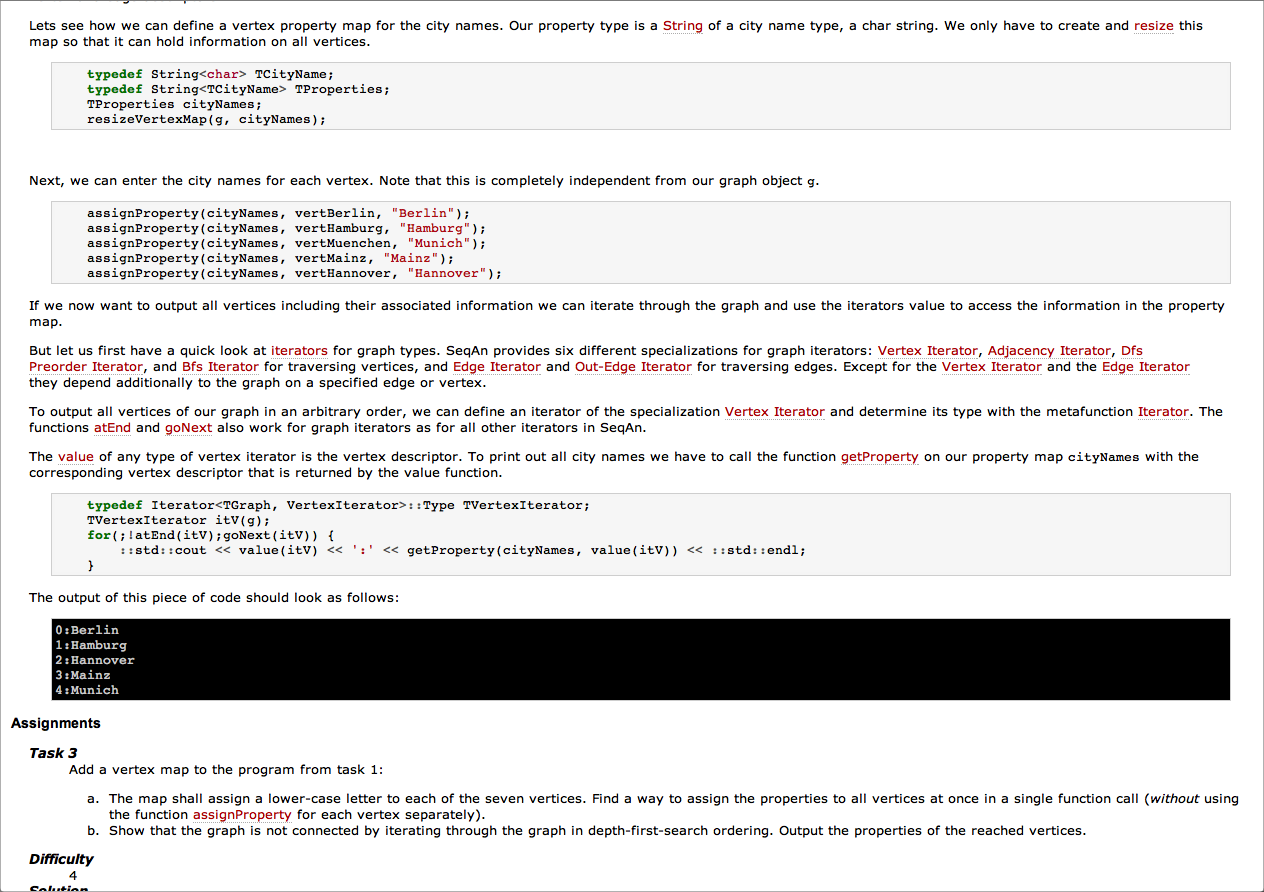 Lets see how we can define a vertex property map for the city names. Our property type is a String of a city name type, a char string. We only have to create and resize this
map so that it can hold information on all vertices.
typedef String<char> TCityName;
typedef String<TCityName> TProperties;
TProperties cityNames;
resizeVertexMap(g, cityNames);
Next, we can enter the city names for each vertex. Note that this is completely independent from our graph object g.
assignProperty(cityNames, vertBerlin, "Berlin");
assignProperty(cityNames, vertHamburg, "Hamburg");
assignProperty(cityNames, vertMuenchen, "Munich");
assignProperty(cityNames, vertMainz, "Mainz");
assignProperty(cityNames, vertHannover, "Hannover");
If we now want to output all vertices including their associated information we can iterate through the graph and use the iterators value to access the information in the property
map.
But let us first have a quick look at iterators for graph types. SeqAn provides six different specializations for graph iterators: Vertex Iterator, Adjacency Iterator, Dfs
Preorder Iterator, and Bfs Iterator for traversing vertices, and Edge Iterator and Out-Edge Iterator for traversing edges. Except for the Vertex Iterator and the Edge Iterator
they depend additionally to the graph on a specified edge or vertex.
To output all vertices of our graph in an arbitrary order, we can define an iterator of the specialization Vertex Iterator and determine its type with the metafunction Iterator. The
functions atEnd and goNext also work for graph iterators as for all other iterators in SeqAn.
The value of any type of vertex iterator is the vertex descriptor. To print out all city names we have to call the function getProperty on our property map cityNames with the
corresponding vertex descriptor that is returned by the value function.
typedef Iterator<TGraph, VertexIterator>::Type TVertexIterator;
TVertexIterator itV(g);
for(;!atEnd(itV);goNext(itV)) {
::std::cout << value(itV) << ':' << getProperty(cityNames, value(itV)) << ::std::endl;
}
The output of this piece of code should look as follows:
0:Berlin
1:Hamburg
2:Hannover
3:Mainz
4:Munich
Assignments
Task 3
Add a vertex map to the program from task 1:
a. The map shall assign a lower-case letter to each of the seven vertices. Find a way to assign the properties to all vertices at once in a single function call (without using
the function assignProperty for each vertex separately).
b. Show that the graph is not connected by iterating through the graph in depth-first-search ordering. Output the properties of the reached vertices.
Difficulty
4
Solution